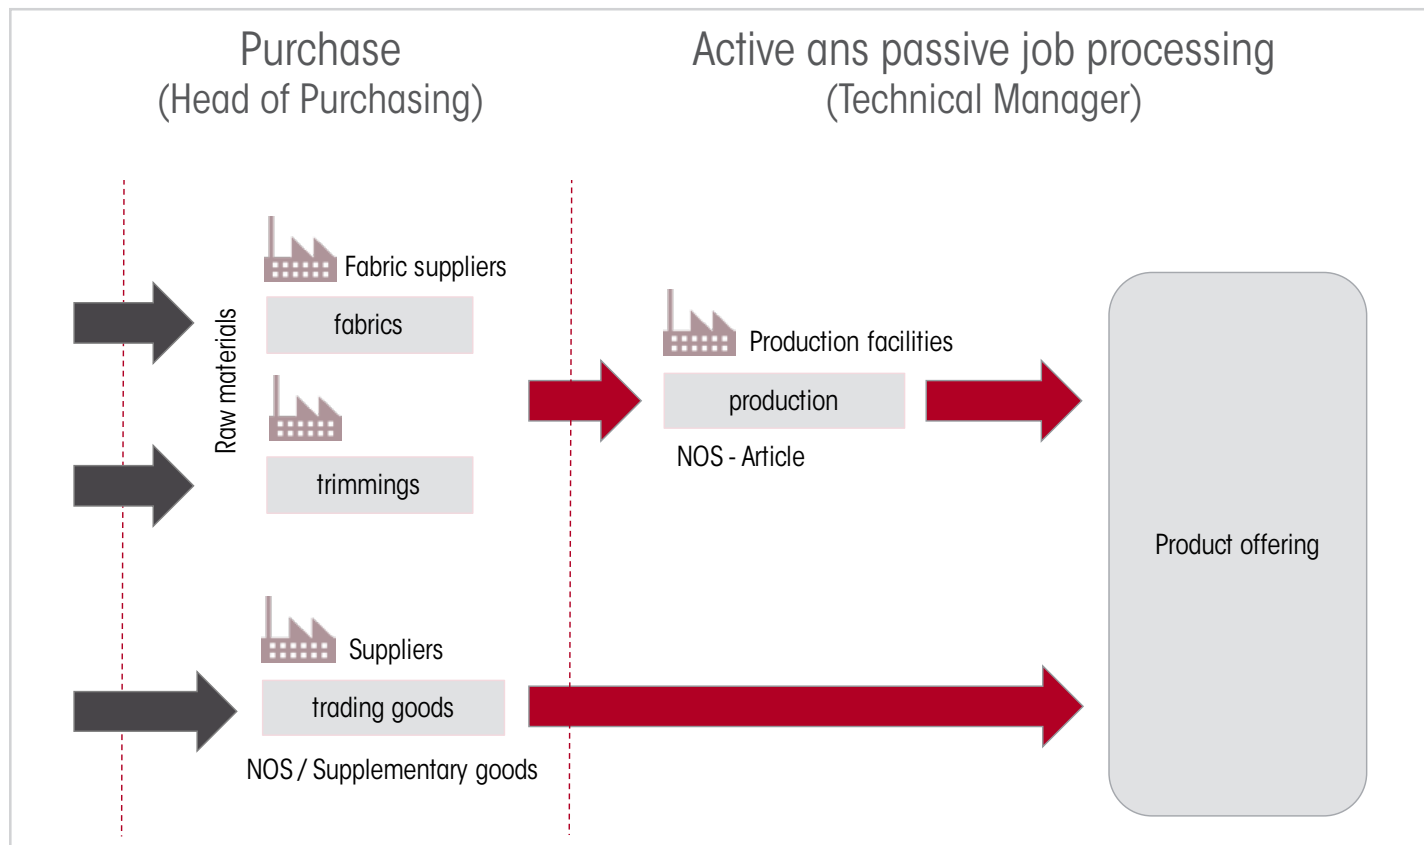 Purchase
(Head of Purchasing)
Active ans passive job processing
(Technical Manager)
Raw materials
Fabric suppliers
fabrics
trimmings
Production facilities
production
NOS - Article
Product offering
Suppliers
trading goods
NOS / Supplementary goods